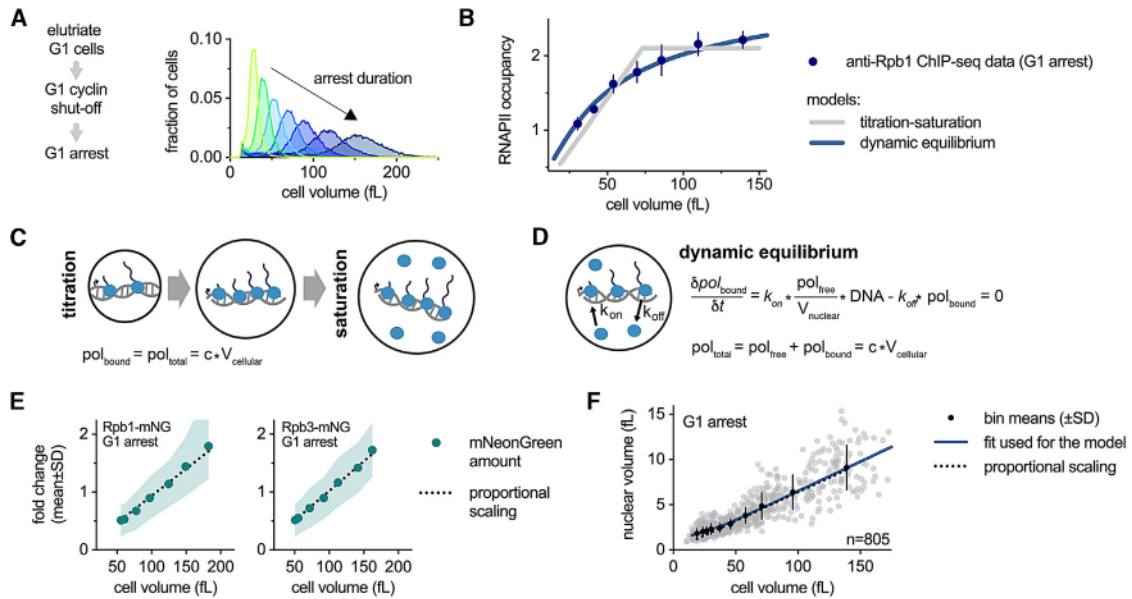 A
elutriate
G1 cells
G1 cyclin
shut-off
G1 arrest
fraction of cells
0.10
0.05
0.00
arrest duration
0
100
200
cell volume (fL)
B
RNAPII occupancy
2
1
50
100
150
cell volume (fL)
anti-Rpb1 ChIP-seq data (G1 arrest)
models:
titration-saturation
dynamic equilibrium
C
titration
saturation
pol_bound = pol_total = c*V_cellular
D
dynamic equilibrium
k_on
k_off
δpol_bound/δt = k_on * pol_free/V_nuclear * DNA - k_off * pol_bound = 0
pol_total = pol_free + pol_bound = c*V_cellular
E
fold change
(mean±SD)
Rpb1-mNG
G1 arrest
2
1
0
50 100 150 200
cell volume (fL)
Rpb3-mNG
G1 arrest
2
1
0
50 100 150 200
cell volume (fL)
mNeonGreen
amount
proportional
scaling
F
nuclear volume (fL)
G1 arrest
15
10
5
0
0
50
100
150
n=805
cell volume (fL)
bin means (±SD)
fit used for the model
proportional scaling